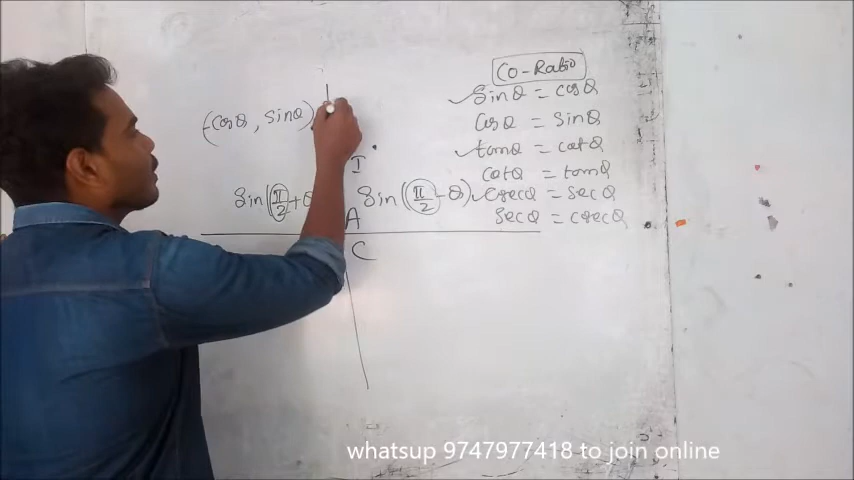 Co-Ratio
Sinθ = cosθ
cosθ = sinθ
tanθ = cotθ
cotθ = tanθ
cosecθ = secθ
secθ = cosecθ
(-cosθ, sinθ)
I
Sin(π/2+θ
Sin(π/2-θ)
A
C
whatsup 9747977418 to join online